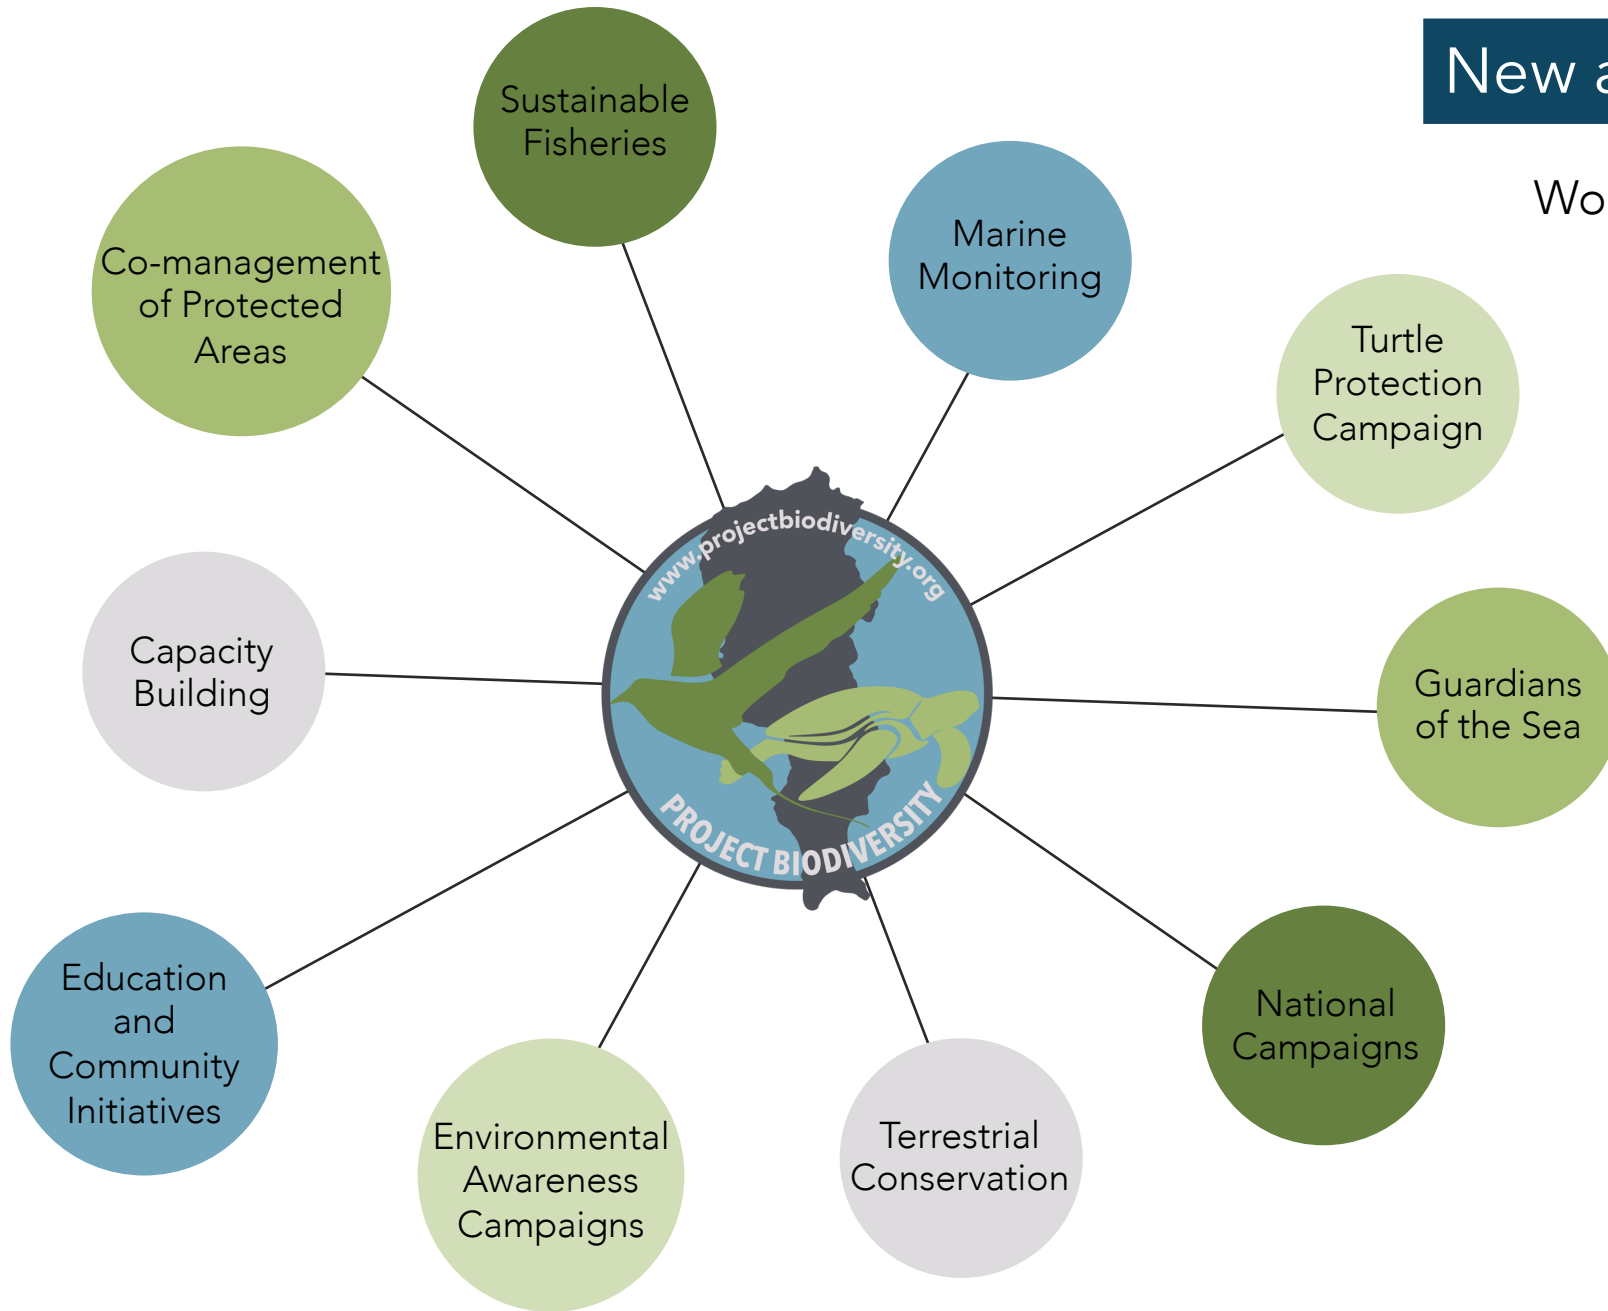 New a
Wo
Sustainable
Fisheries
Marine
Monitoring
Co-management
of Protected
Areas
Turtle
Protection
Campaign
www.projectbiodiversity.org
Capacity
Building
Guardians
of the Sea
PROJECT BIODIVERSITY
Education
and
Community
Initiatives
National
Campaigns
Environmental
Awareness
Campaigns
Terrestrial
Conservation